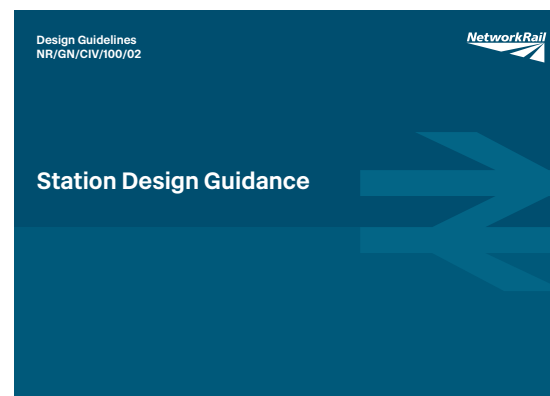 Design Guidelines
NR/GN/CIV/100/02
NetworkRail
Station Design Guidance